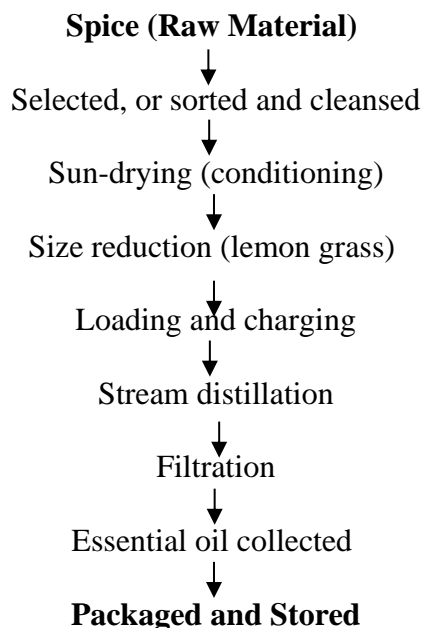 Spice (Raw Material)
Selected, or sorted and cleansed
Sun-drying (conditioning)
Size reduction (lemon grass)
Loading and charging
Stream distillation
Filtration
Essential oil collected
Packaged and Stored